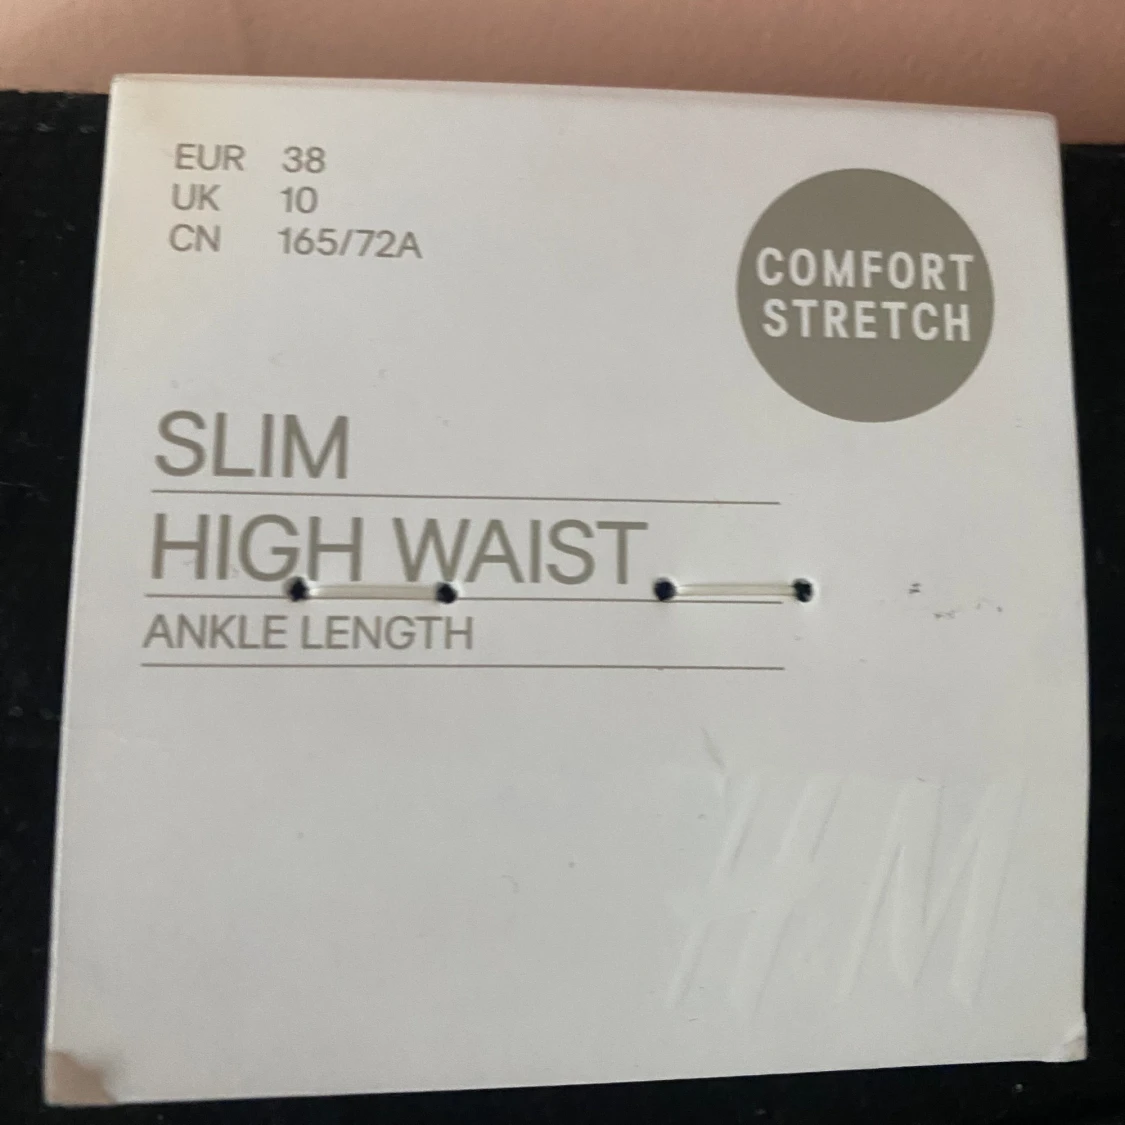 EUR 38
UK 10
CN 165/72A
COMFORT
STRETCH
SLIM
HIGH WAIST
ANKLE LENGTH
H&M